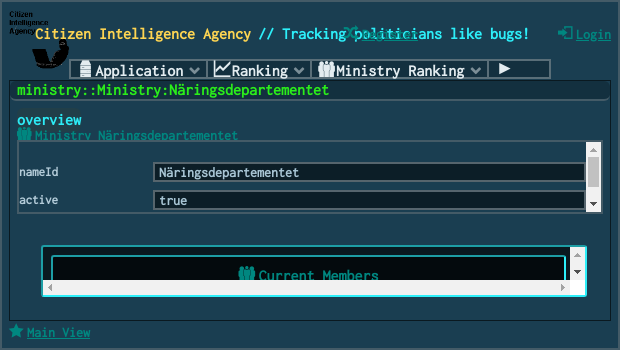 Citizen
Intelligence
Agency
Citizen Intelligence Agency // Tracking politicians like bugs!
Register
Login
Application
Ranking
Ministry Ranking
ministry::Ministry:Näringsdepartementet
overview
Ministry Näringsdepartementet
nameId
Näringsdepartementet
active
true
Current Members
Main View